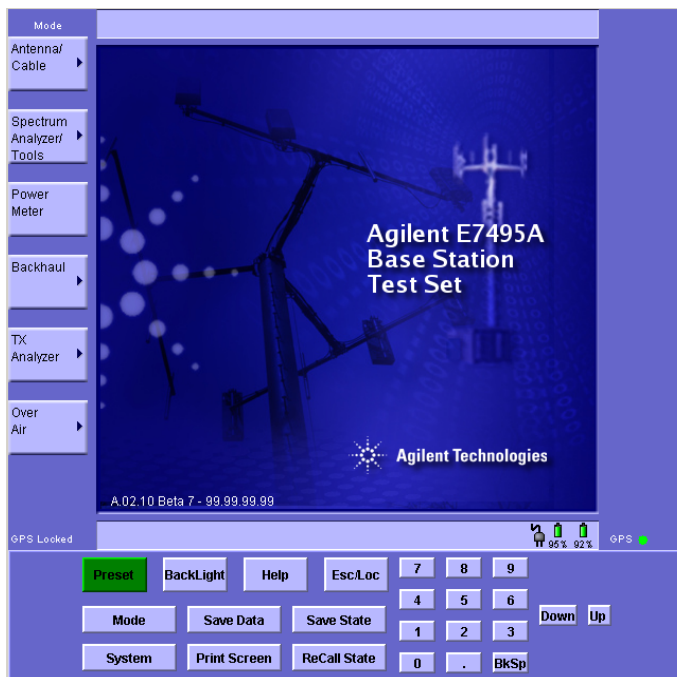 Mode
Antenna/
Cable
Spectrum
Analyzer/
Tools
Power
Meter
Backhaul
TX
Analyzer
Over
Air
Agilent E7495A
Base Station
Test Set
Agilent Technologies
A.02.10 Beta 7 - 99.99.99.99
GPS Locked
95% 92%
GPS
Preset BackLight Help Esc/Loc 7 8 9
4 5 6
Mode Save Data Save State Down Up
1 2 3
System Print Screen ReCall State 0 . BkSp